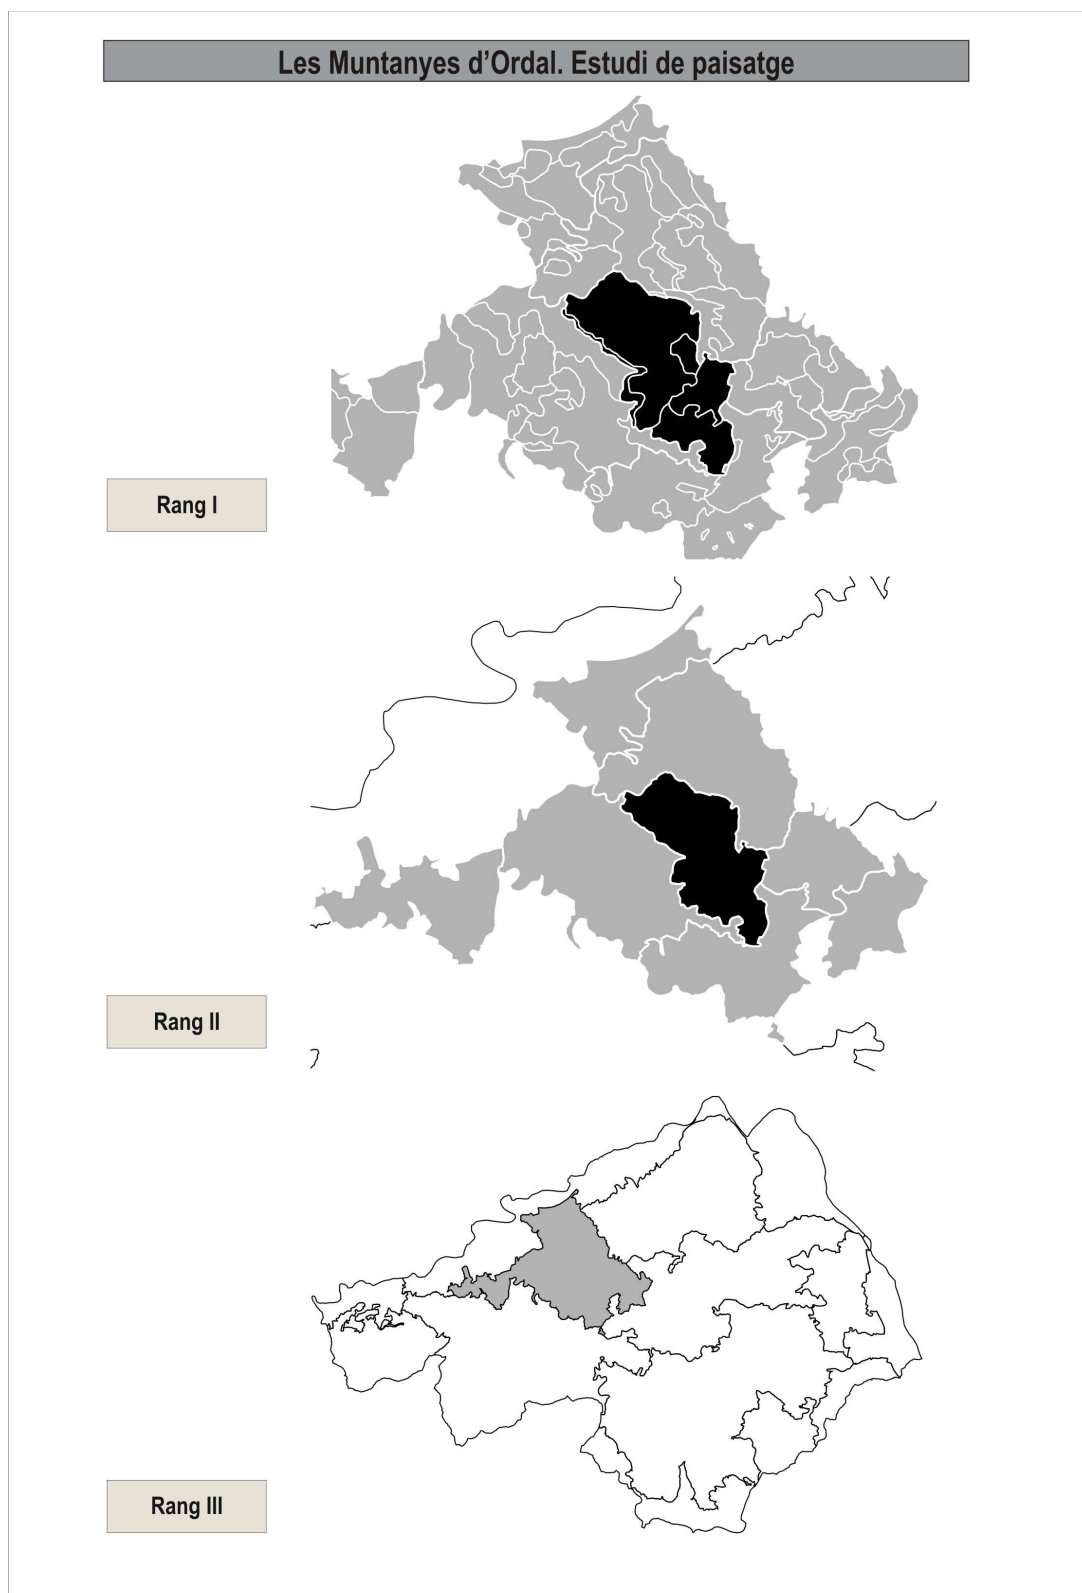 Les Muntanyes d’Ordal. Estudi de paisatge
Rang I
Rang II
Rang III